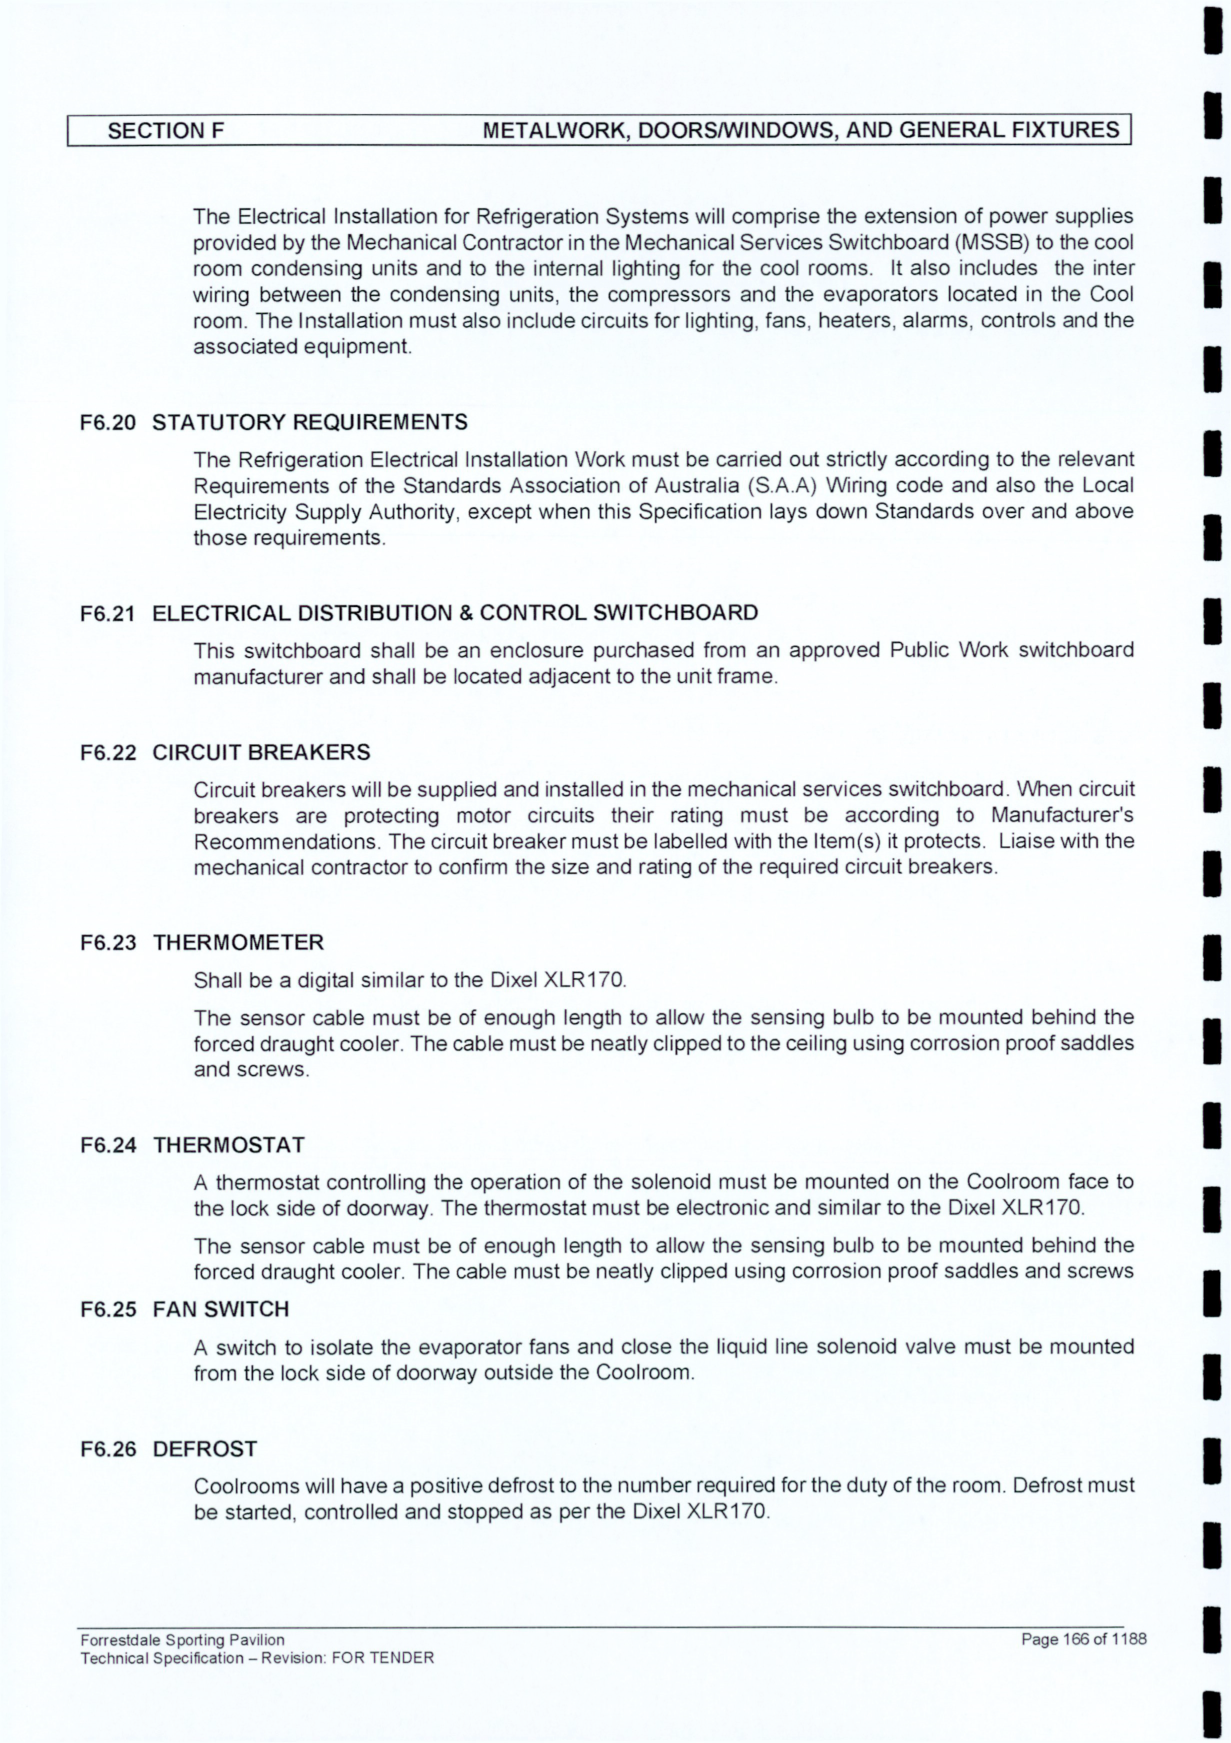 SECTION F METALWORK, DOORS/WINDOWS, AND GENERAL FIXTURES
The Electrical Installation for Refrigeration Systems will comprise the extension of power supplies
provided by the Mechanical Contractor in the Mechanical Services Switchboard (MSSB) to the cool
room condensing units and to the internal lighting for the cool rooms. It also includes the inter
wiring between the condensing units, the compressors and the evaporators located in the Cool
room. The Installation must also include circuits for lighting, fans, heaters, alarms, controls and the
associated equipment.
F6.20 STATUTORY REQUIREMENTS
The Refrigeration Electrical Installation Work must be carried out strictly according to the relevant
Requirements of the Standards Association of Australia (S.A.A) Wiring code and also the Local
Electricity Supply Authority, except when this Specification lays down Standards over and above
those requirements.
F6.21 ELECTRICAL DISTRIBUTION & CONTROL SWITCHBOARD
This switchboard shall be an enclosure purchased from an approved Public Work switchboard
manufacturer and shall be located adjacent to the unit frame.
F6.22 CIRCUIT BREAKERS
Circuit breakers will be supplied and installed in the mechanical services switchboard. When circuit
breakers are protecting motor circuits their rating must be according to Manufacturer's
Recommendations. The circuit breaker must be labelled with the Item(s) it protects. Liaise with the
mechanical contractor to confirm the size and rating of the required circuit breakers.
F6.23 THERMOMETER
Shall be a digital similar to the Dixel XLR170.
The sensor cable must be of enough length to allow the sensing bulb to be mounted behind the
forced draught cooler. The cable must be neatly clipped to the ceiling using corrosion proof saddles
and screws.
F6.24 THERMOSTAT
A thermostat controlling the operation of the solenoid must be mounted on the Coolroom face to
the lock side of doorway. The thermostat must be electronic and similar to the Dixel XLR170.
The sensor cable must be of enough length to allow the sensing bulb to be mounted behind the
forced draught cooler. The cable must be neatly clipped using corrosion proof saddles and screws
F6.25 FAN SWITCH
A switch to isolate the evaporator fans and close the liquid line solenoid valve must be mounted
from the lock side of doorway outside the Coolroom.
F6.26 DEFROST
Coolrooms will have a positive defrost to the number required for the duty of the room. Defrost must
be started, controlled and stopped as per the Dixel XLR170.
Forrestdale Sporting Pavilion Page 166 of 1188
Technical Specification – Revision: FOR TENDER